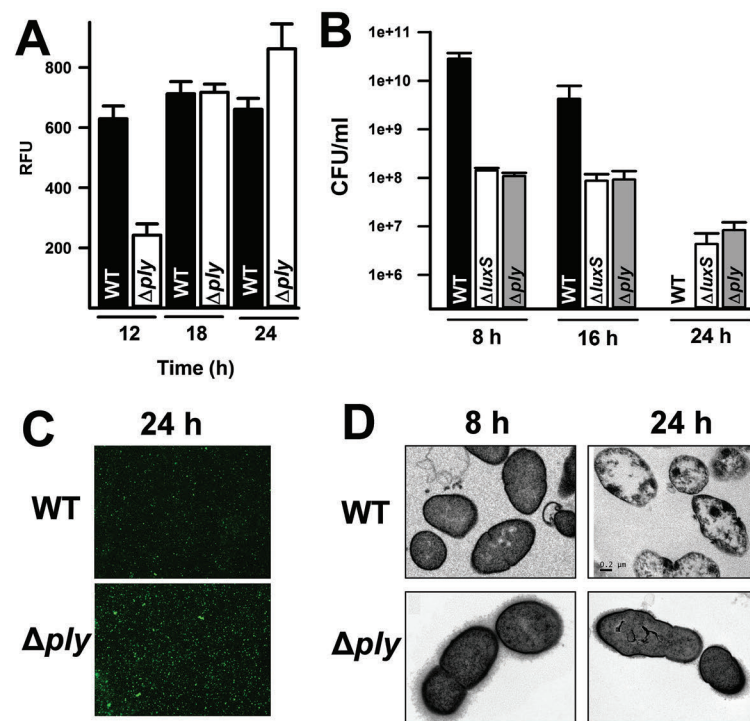 A
RFU
800
600
400
200
WT
Δply
WT
Δply
WT
Δply
12
18
24
Time (h)
B
CFU/ml
1e+11
1e+10
1e+9
1e+8
1e+7
1e+6
WT
ΔluxS
Δply
WT
ΔluxS
Δply
WT
ΔluxS
Δply
8 h
16 h
24 h
C
24 h
WT
Δply
D
8 h
24 h
WT
0.2 µm
Δply